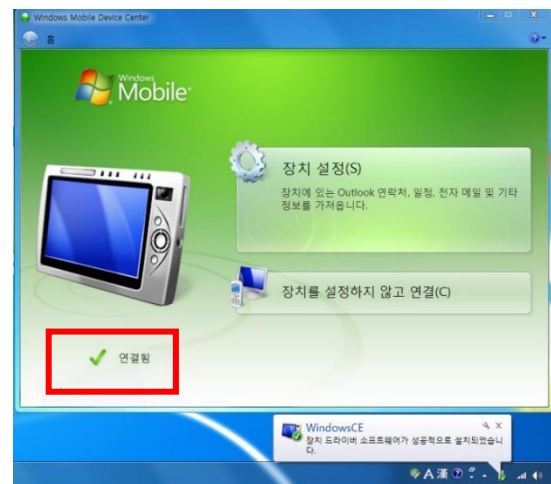 Windows Mobile Device Center
홈
Windows
Mobile
장치 설정(S)
장치에 있는 Outlook 연락처, 일정, 전자 메일 및 기타
정보를 가져옵니다.
장치를 설정하지 않고 연결(C)
연결됨
WindowsCE
장치 드라이버 소프트웨어가 성공적으로 설치되었습니
다.
A 漢